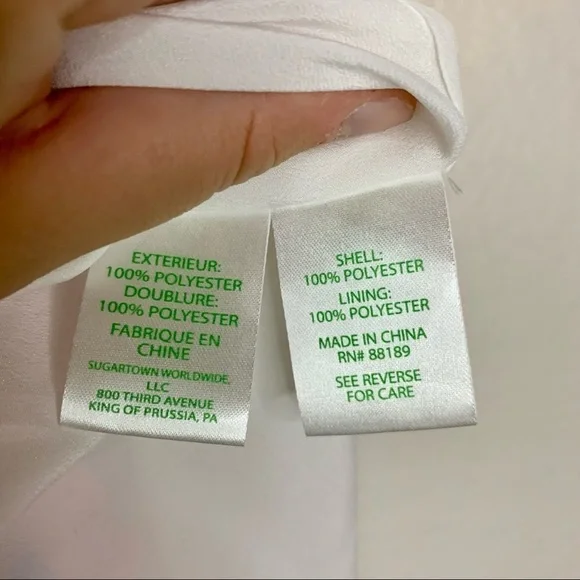 EXTERIEUR:
100% POLYESTER
DOUBLURE:
100% POLYESTER
FABRIQUE EN
CHINE
SUGARTOWN WORLDWIDE,
LLC
800 THIRD AVENUE
KING OF PRUSSIA, PA
SHELL:
100% POLYESTER
LINING:
100% POLYESTER
MADE IN CHINA
RN# 88189
SEE REVERSE
FOR CARE